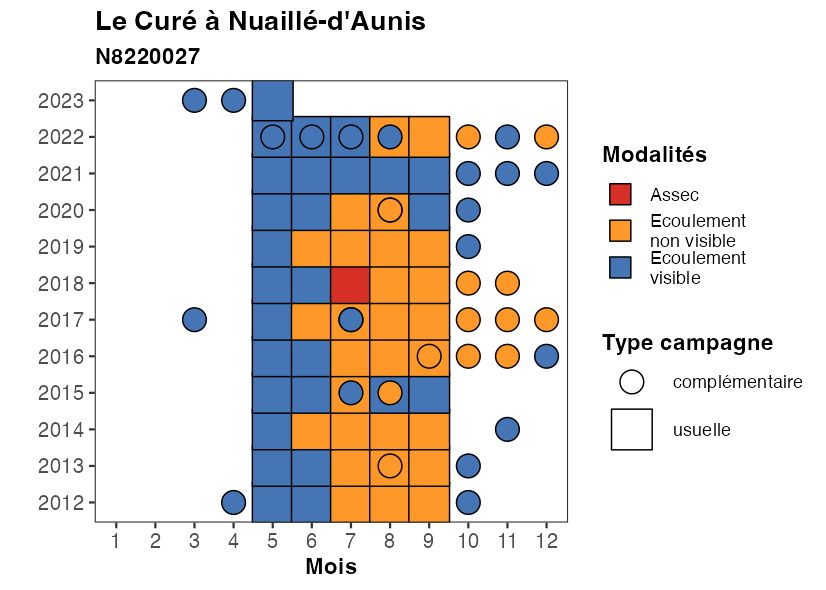 Le Curé à Nuaillé-d'Aunis
N8220027
2023
2022
2021
2020
2019
2018
2017
2016
2015
2014
2013
2012
1 2 3 4 5 6 7 8 9 10 11 12
Mois
Modalités
Assec
Ecoulement
non visible
Ecoulement
visible
Type campagne
complémentaire
usuelle